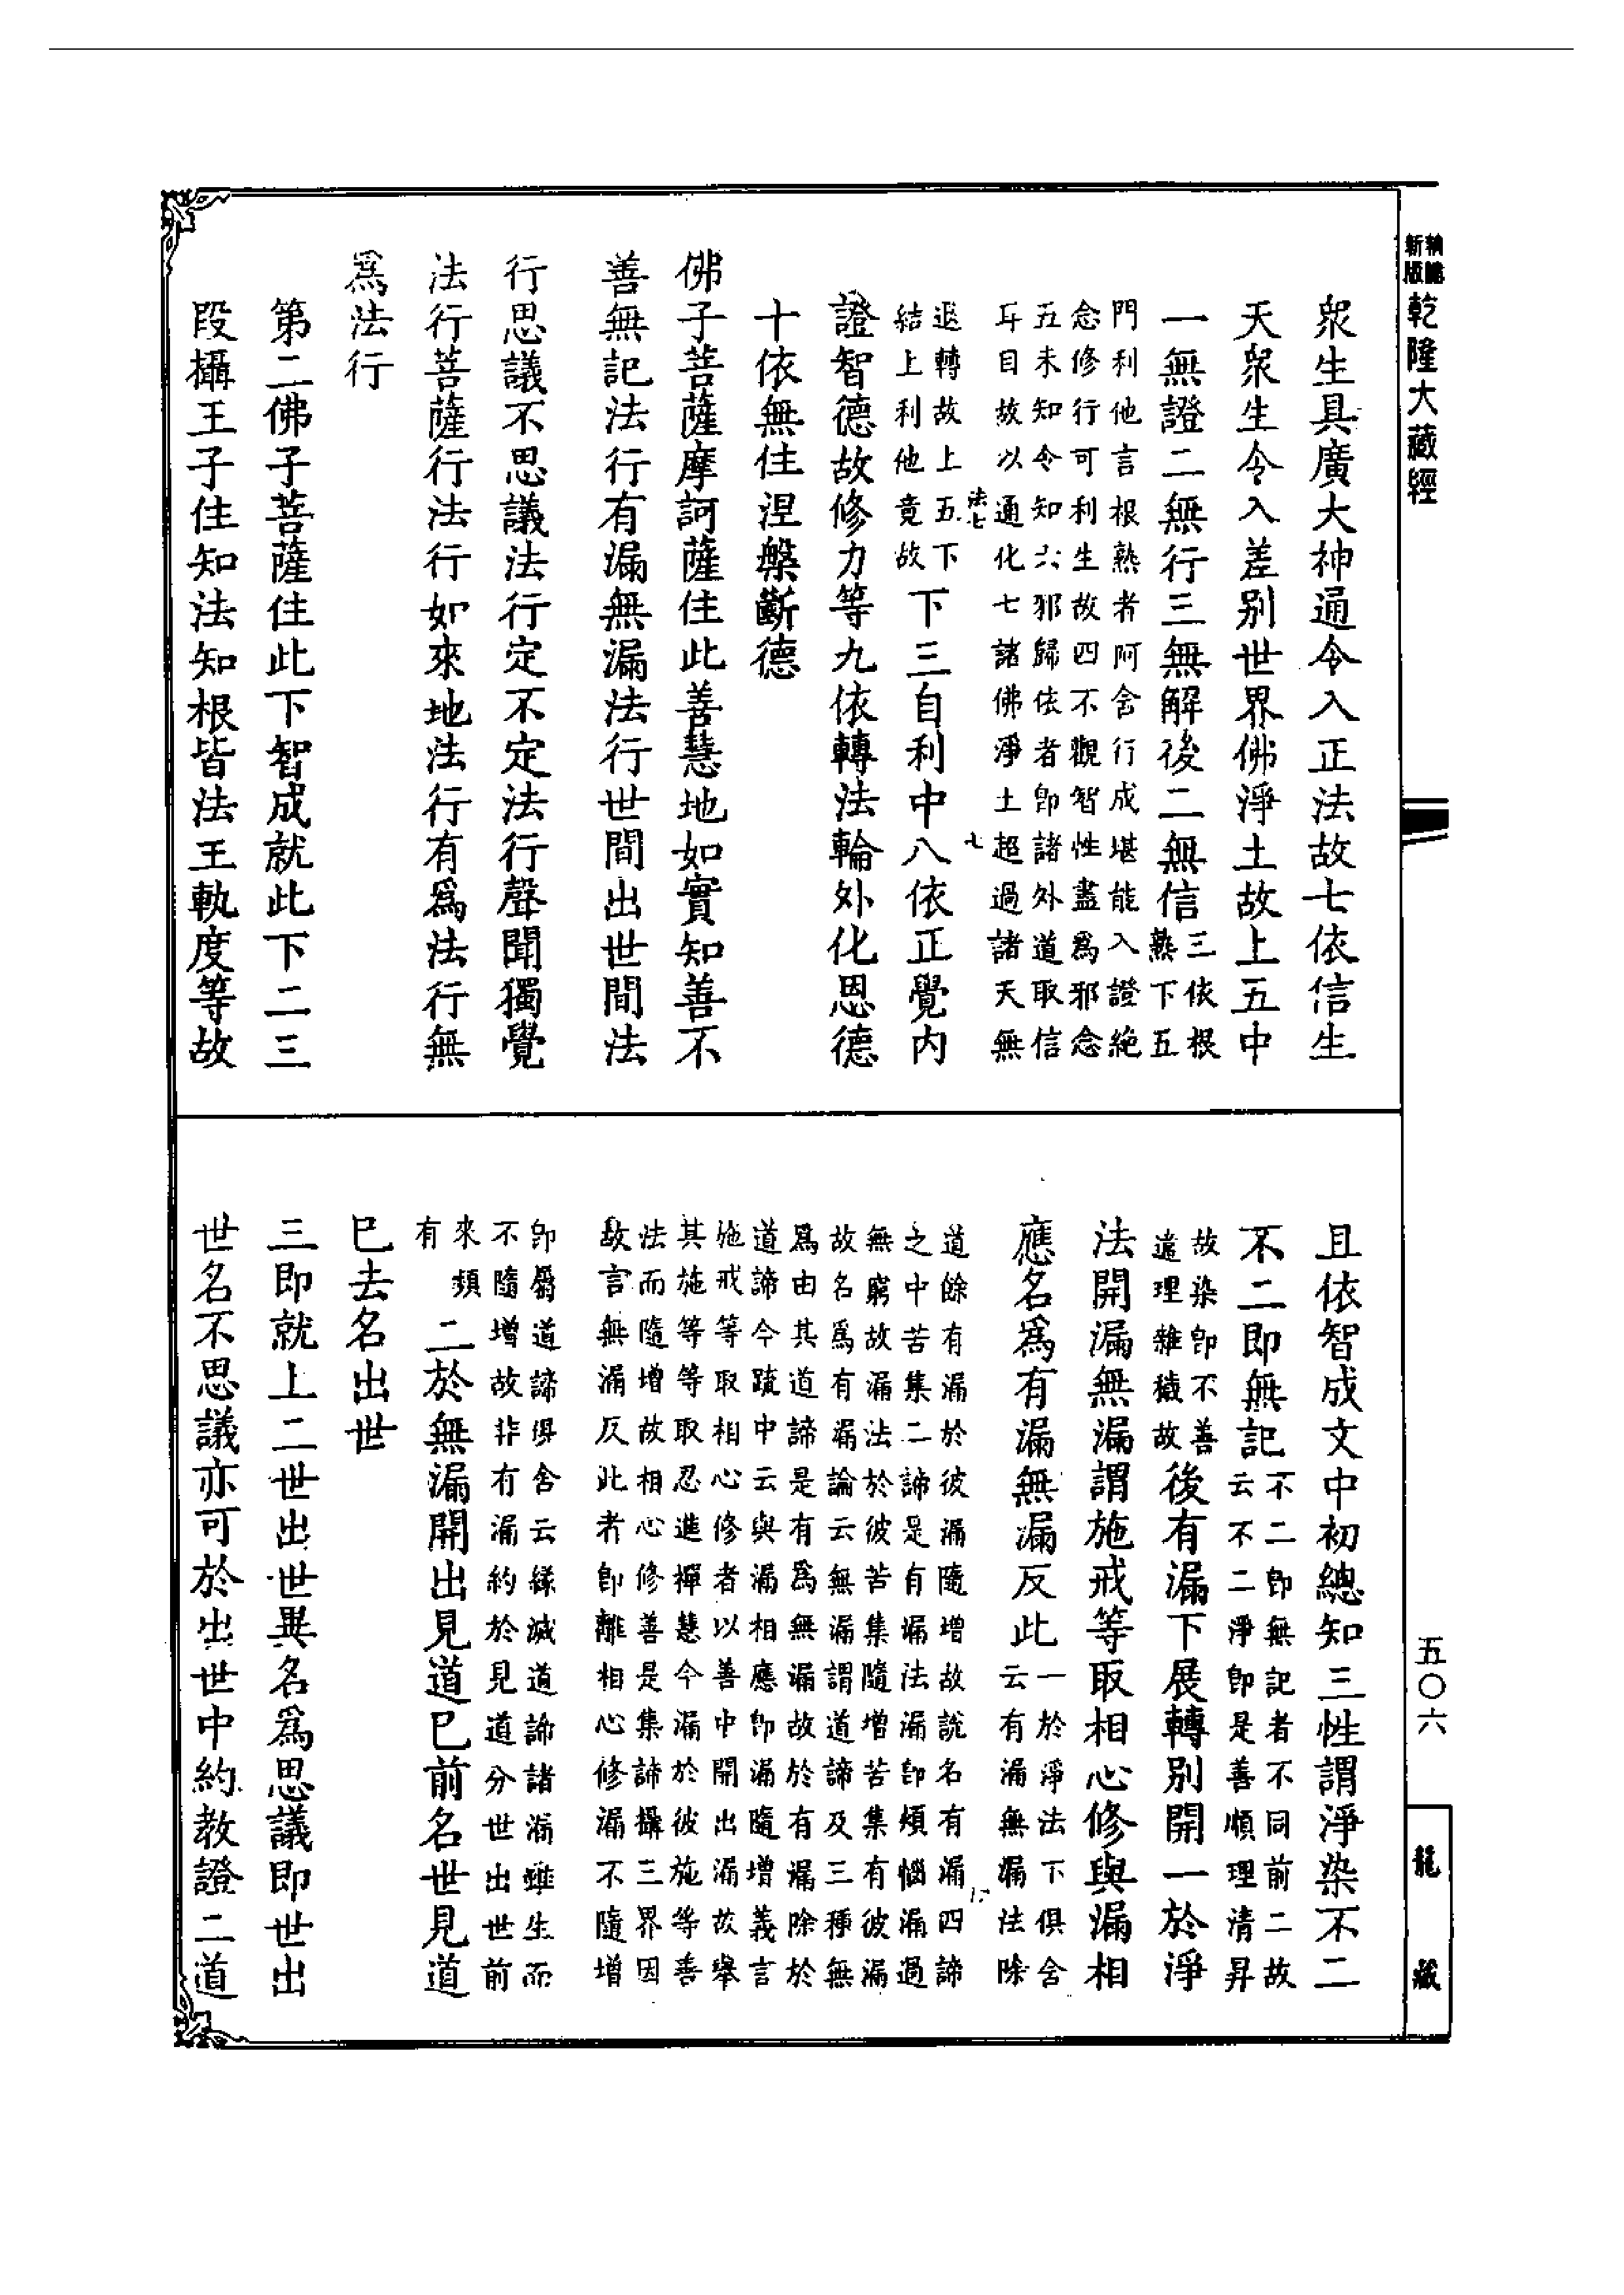 新版
乾隆大藏經
衆生具廣大神通令入正法故七依信生
天衆生令入差别世界佛淨土故上五中
一無證二無行三無解後二無信
三依根
熟下五
門利他言根熟者阿含行成堪能入證絶
念修行可利生故四不觀智性盡爲邪念
五未知令知六邪歸依者卽諸外道取信
耳目故以通化七諸佛淨土超過諸天無
法七
七
退轉故上五下
結上利他竟故
下三自利中八依正覺内
證智德故修力等九依轉法輪外化恩德
十依無住涅槃斷德
佛子菩薩摩訶薩住此善慧地如實知善不
善無記法行有漏無漏法行世間出世間法
行思議不思議法行定不定法行聲聞獨覺
法行菩薩行法行如來地法行有爲法行無
爲法行
第二佛子菩薩住此下智成就此下二三
段攝王子住知法知根皆法王軌度等故
且依智成文中初總知三性謂淨染不二
不二即無記
不二卽無記者不同前二故
云不二淨卽是善順理清昇
故染卽不善
違理雜穢故
後有漏下展轉别開一於淨
法開漏無漏謂施戒等取相心修與漏相
應名爲有漏無漏反此
一於淨法下俱舍
云有漏無漏法除
道餘有漏於彼漏隨增故說名有漏四諦
之中苦集二諦是有漏法漏卽煩惱漏過
無窮故漏法於彼苦集隨增苦集有彼漏
故名爲有漏論云無漏謂道諦及三種無
爲由其道諦是有爲無漏故於有漏除於
道諦今疏中云與漏相應卽漏隨增義言
施戒等取相心修者以善中開出漏故舉
其施等等取忍進禪慧今漏於彼施等善
法而隨增故相心修善是集諦攝三界因
故言無漏反此者卽離相心修漏不隨增
卽屬道諦俱舍云緣滅道諦諸漏雖生而
不隨增故非有漏約於見道分世出世前
來類
有
二於無漏開出見道已前名世見道
已去名出世
三即就上二世出世異名爲思議即世出
世名不思議亦可於出世中約教證二道
五〇六
龍藏